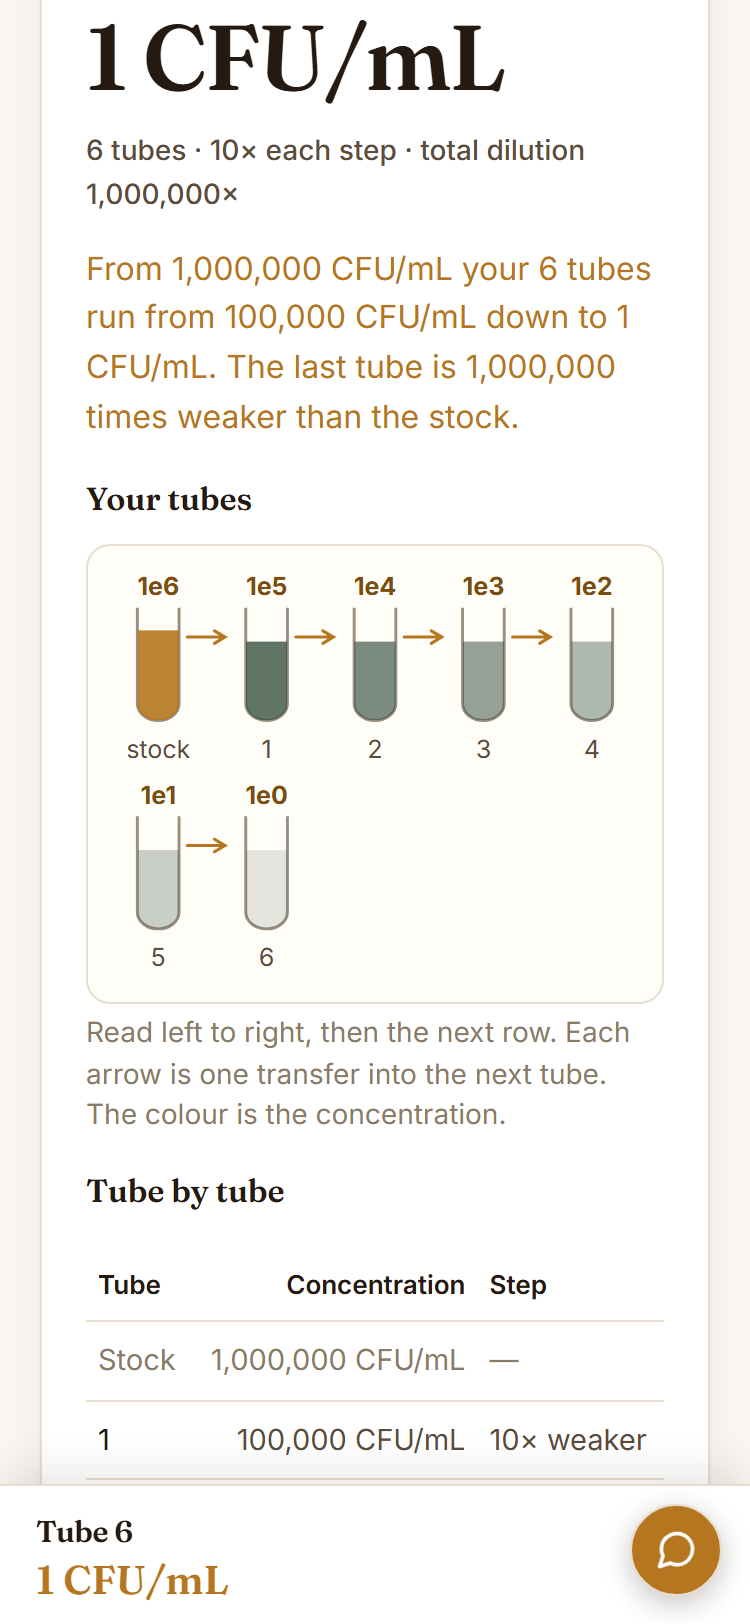 1 CFU/mL
6 tubes · 10× each step · total dilution
1,000,000×
From 1,000,000 CFU/mL your 6 tubes
run from 100,000 CFU/mL down to 1
CFU/mL. The last tube is 1,000,000
times weaker than the stock.
Your tubes
1e6 1e5 1e4 1e3 1e2
stock 1 2 3 4
1e1 1e0
5 6
Read left to right, then the next row. Each
arrow is one transfer into the next tube.
The colour is the concentration.
Tube by tube
Tube Concentration Step
Stock 1,000,000 CFU/mL —
1 100,000 CFU/mL 10× weaker
Tube 6
1 CFU/mL